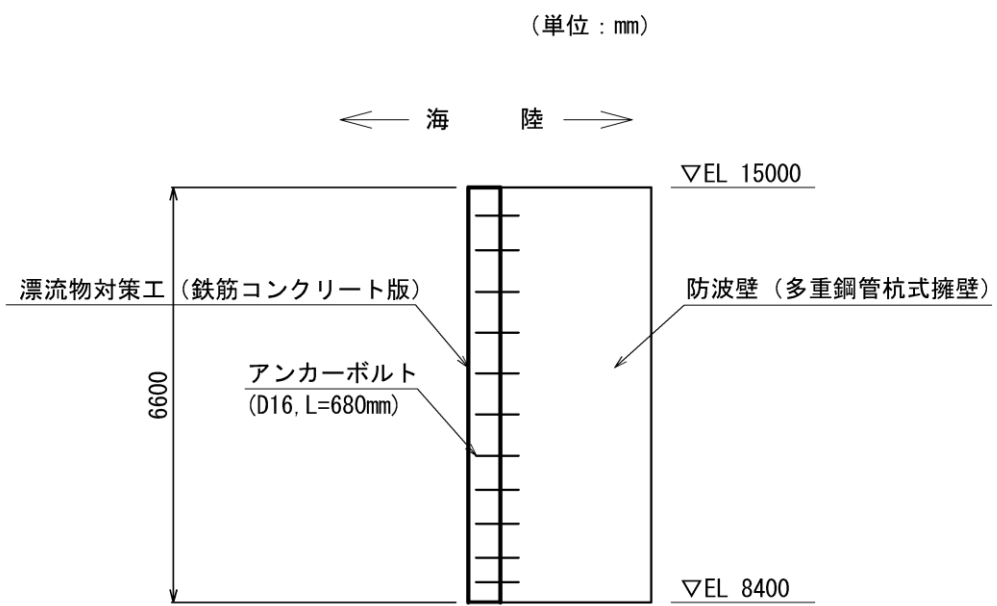 （単位：mm）
海 陸
▽EL 15000
漂流物対策工（鉄筋コンクリート版）
防波壁（多重鋼管杭式擁壁）
アンカーボルト
(D16, L=680mm)
6600
▽EL 8400